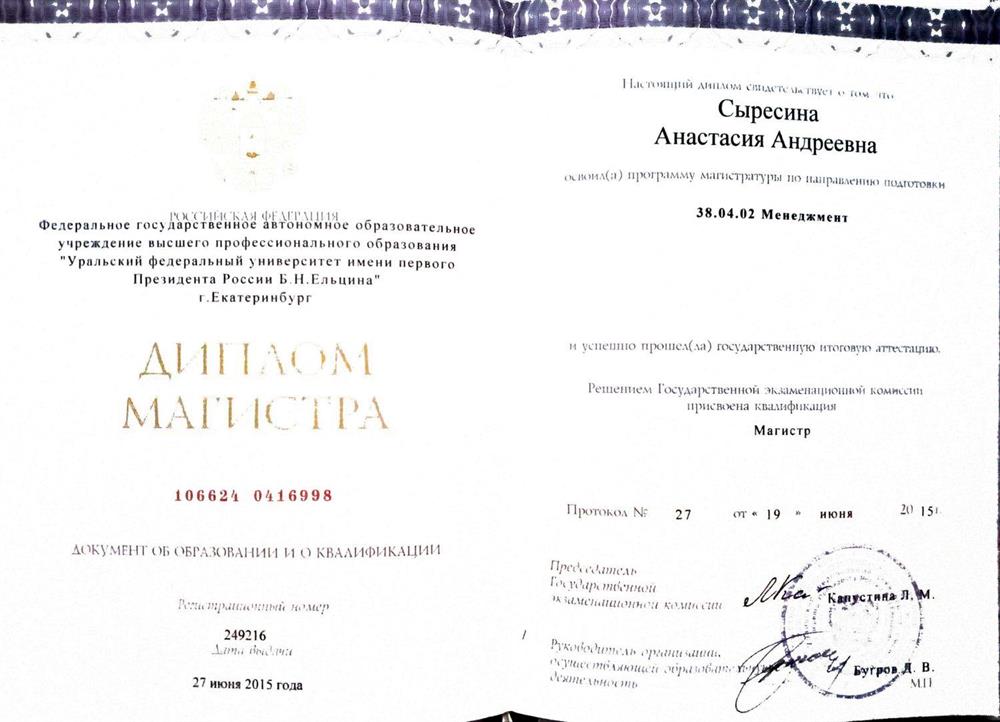 РОССИЙСКАЯ ФЕДЕРАЦИЯ
Федеральное государственное автономное образовательное
учреждение высшего профессионального образования
"Уральский федеральный университет имени первого
Президента России Б.Н.Ельцина"
г.Екатеринбург
ДИПЛОМ
МАГИСТРА
106624 0416998
ДОКУМЕНТ ОБ ОБРАЗОВАНИИ И О КВАЛИФИКАЦИИ
Регистрационный номер
249216
Дата выдачи
27 июня 2015 года
Настоящий диплом свидетельствует о том, что
Сыресина
Анастасия Андреевна
освоил(а) программу магистратуры по направлению подготовки
38.04.02 Менеджмент
и успешно прошел(ла) государственную итоговую аттестацию.
Решением Государственной экзаменационной комиссии
присвоена квалификация
Магистр
Протокол № 27 от « 19 » июня 2015г.
Председатель
Государственной
экзаменационной комиссии Капустина Л. М.
Руководитель организации,
осуществляющей образовательную
деятельность Бугров Д. В.
М.П.